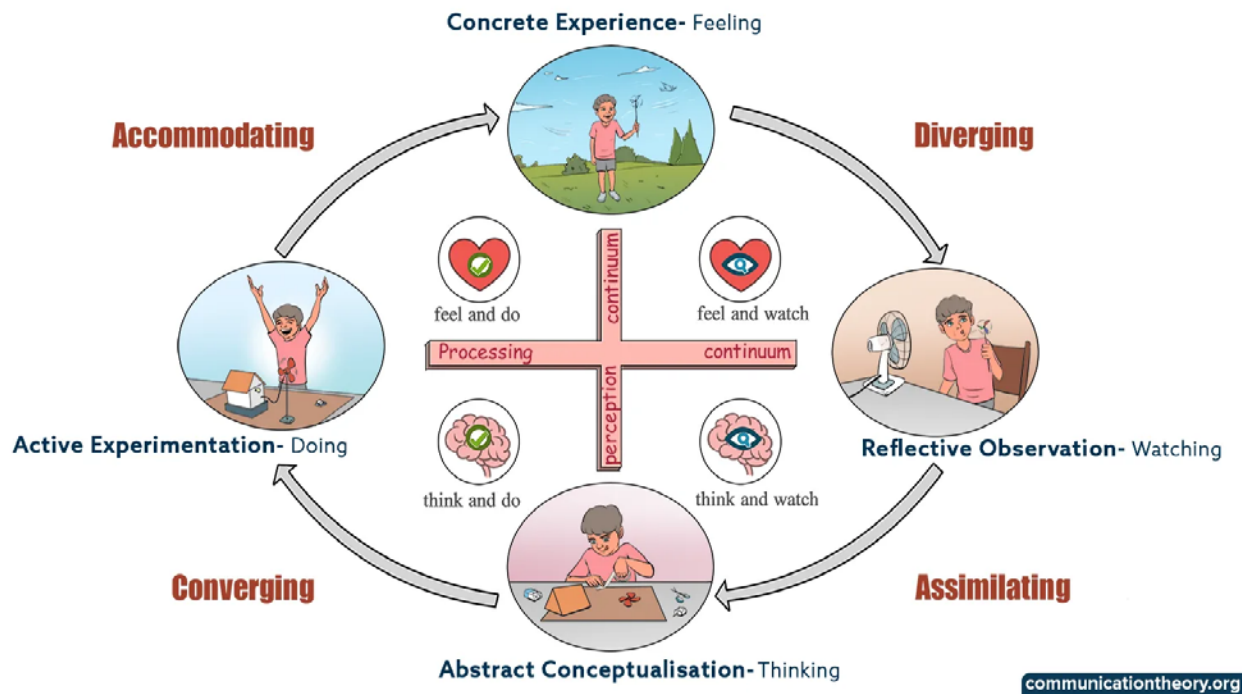 Concrete Experience- Feeling
Accommodating
Diverging
feel and do
continuum
feel and watch
Processing
continuum
perception
Active Experimentation- Doing
Reflective Observation- Watching
think and do
think and watch
Converging
Assimilating
Abstract Conceptualisation- Thinking
communicationtheory.org